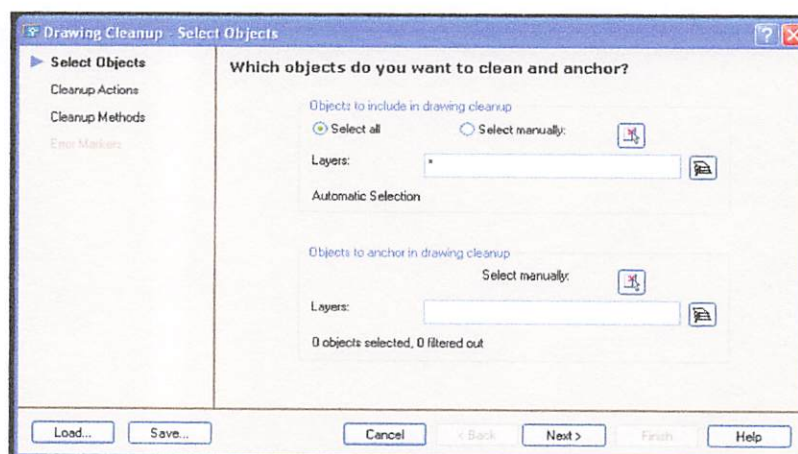 Drawing Cleanup - Select Objects
Select Objects
Cleanup Actions
Cleanup Methods
Error Markers
Which objects do you want to clean and anchor?
Objects to include in drawing cleanup
Select all Select manually:
Layers: *
Automatic Selection
Objects to anchor in drawing cleanup
Select manually:
Layers:
0 objects selected, 0 filtered out
Load... Save... Cancel < Back Next > Finish Help